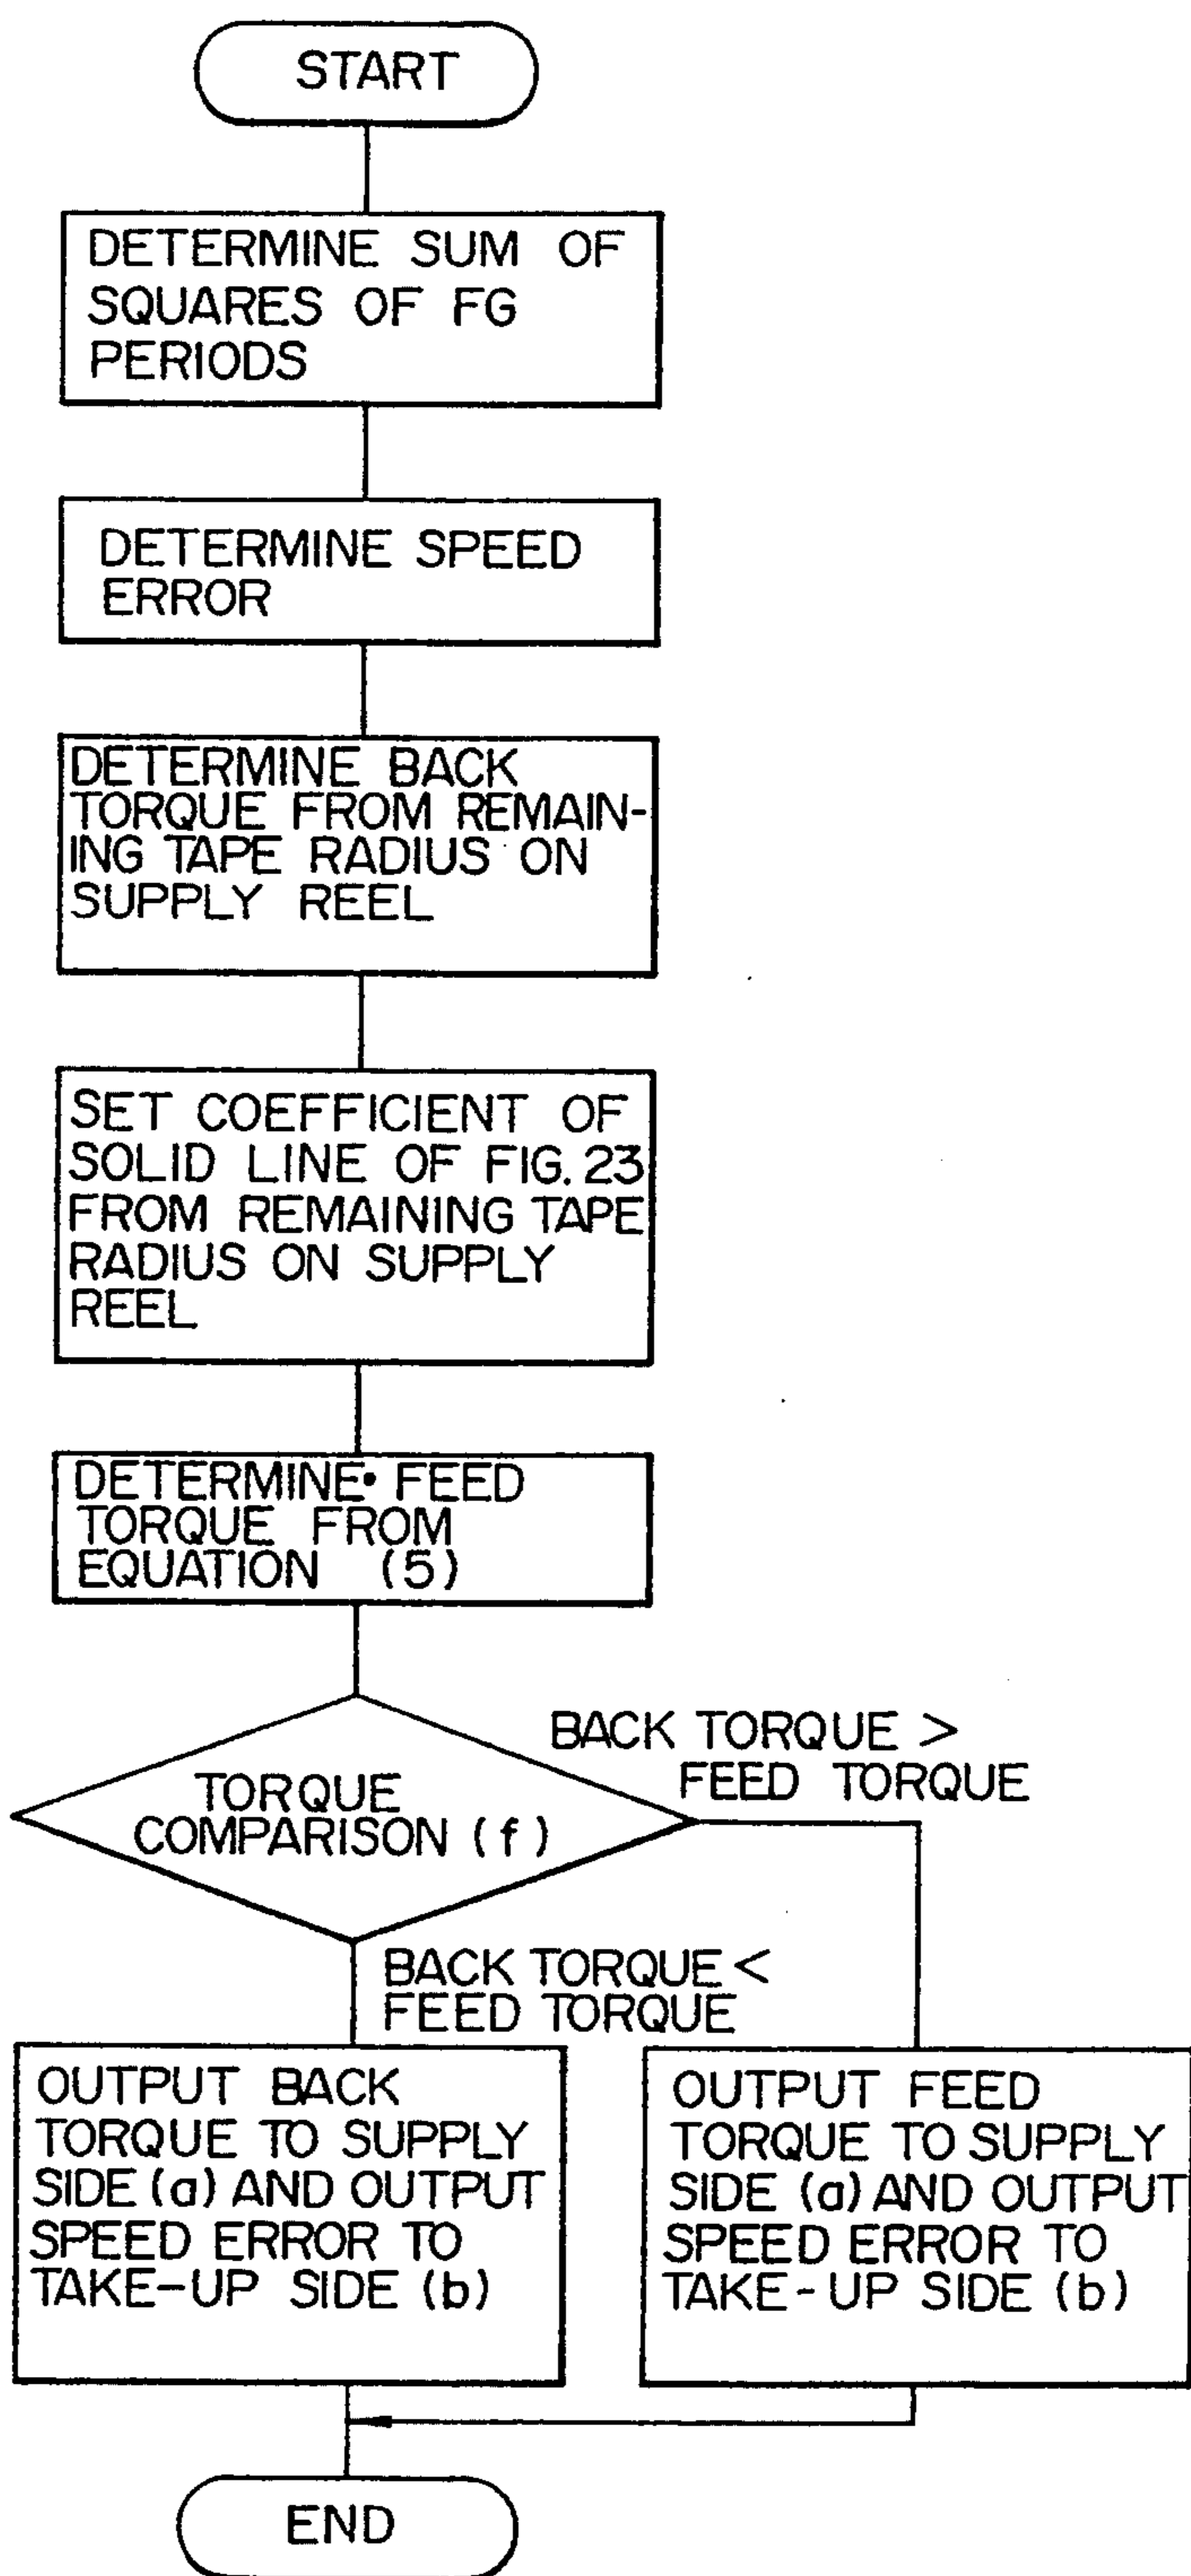 START
DETERMINE SUM OF
SQUARES OF FG
PERIODS
DETERMINE SPEED
ERROR
DETERMINE BACK
TORQUE FROM REMAIN-
ING TAPE RADIUS ON
SUPPLY REEL
SET COEFFICIENT OF
SOLID LINE OF FIG. 23
FROM REMAINING TAPE
RADIUS ON SUPPLY
REEL
DETERMINE FEED
TORQUE FROM
EQUATION (5)
BACK TORQUE >
FEED TORQUE
TORQUE
COMPARISON (f)
BACK TORQUE <
FEED TORQUE
OUTPUT BACK
TORQUE TO SUPPLY
SIDE (a) AND OUTPUT
SPEED ERROR TO
TAKE-UP SIDE (b)
OUTPUT FEED
TORQUE TO SUPPLY
SIDE (a) AND OUTPUT
SPEED ERROR TO
TAKE-UP SIDE (b)
END